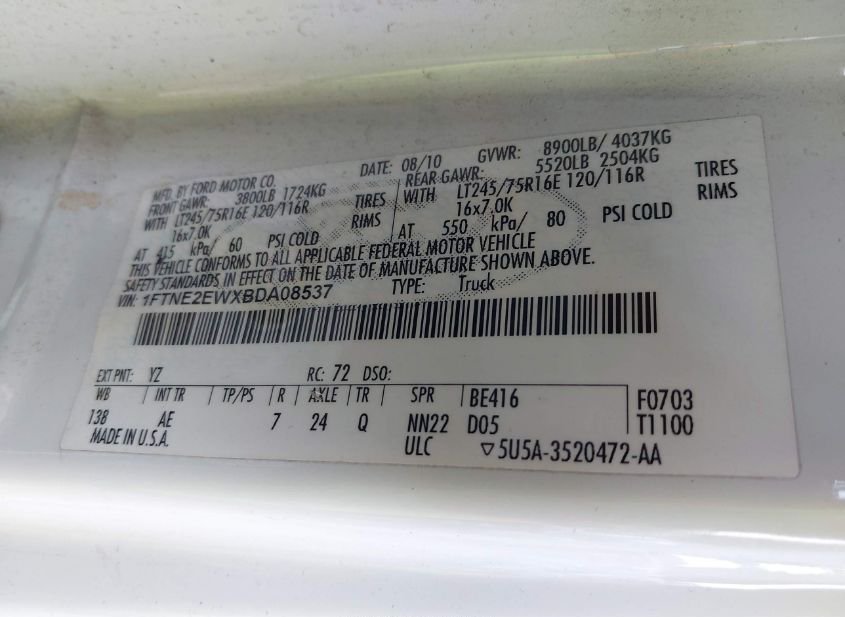 MFD. BY FORD MOTOR CO.
DATE: 08/10 GVWR: 8900LB/ 4037KG
FRONT GAWR: 3800LB 1724KG
REAR GAWR: 5520LB 2504KG
WITH LT245/75R16E 120/116R TIRES
WITH LT245/75R16E 120/116R TIRES
16x7.0K RIMS
16x7.0K RIMS
AT 415 kPa/ 60 PSI COLD
AT 550 kPa/ 80 PSI COLD
THIS VEHICLE CONFORMS TO ALL APPLICABLE FEDERAL MOTOR VEHICLE
SAFETY STANDARDS IN EFFECT ON THE DATE OF MANUFACTURE SHOWN ABOVE.
VIN: 1FTNE2EWXBDA08537 TYPE: Truck
EXT PNT: YZ RC: 72 DSO:
WB INT TR TP/PS R AXLE TR SPR BE416 F0703
138 AE 7 24 Q NN22 D05 T1100
MADE IN U.S.A. ULC ▽5U5A-3520472-AA